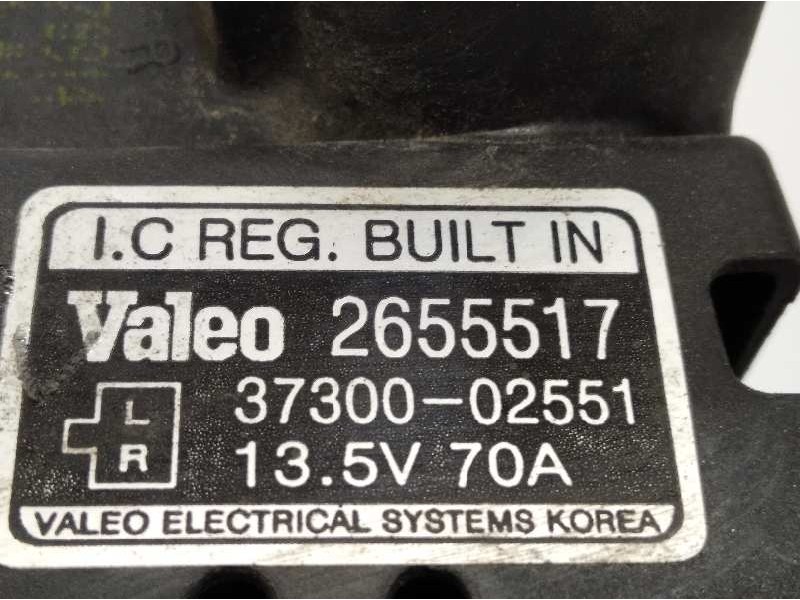 I.C REG. BUILT IN
Valeo 2655517
L 37300-02551
R 13.5V 70A
VALEO ELECTRICAL SYSTEMS KOREA